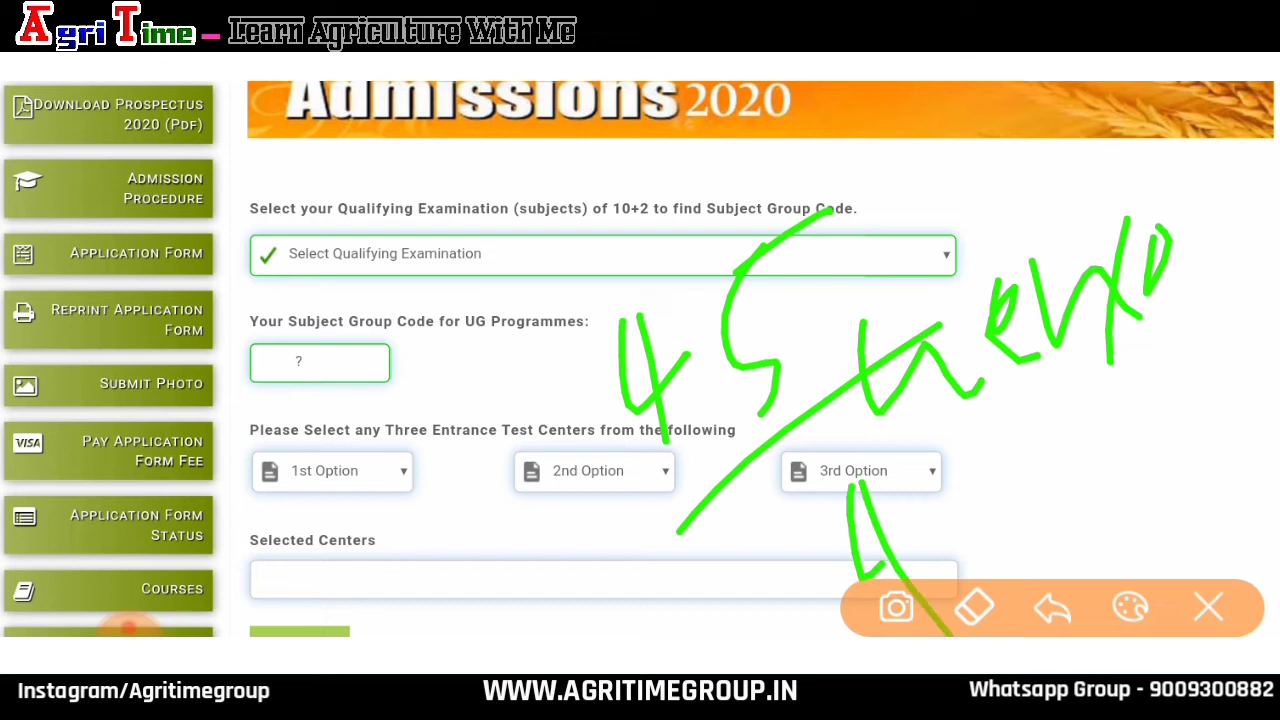 Agri Time – Learn Agriculture With Me
Admissions 2020
Download Prospectus
2020 (Pdf)
Admission
Procedure
Application Form
Reprint Application
Form
Submit Photo
VISA
Pay Application
Form Fee
Application Form
Status
Courses
Select your Qualifying Examination (subjects) of 10+2 to find Subject Group Code.
Select Qualifying Examination
Your Subject Group Code for UG Programmes:
?
Please Select any Three Entrance Test Centers from the following
1st Option
2nd Option
3rd Option
Selected Centers
45
Instagram/Agritimegroup
WWW.AGRITIMEGROUP.IN
Whatsapp Group - 9009300882